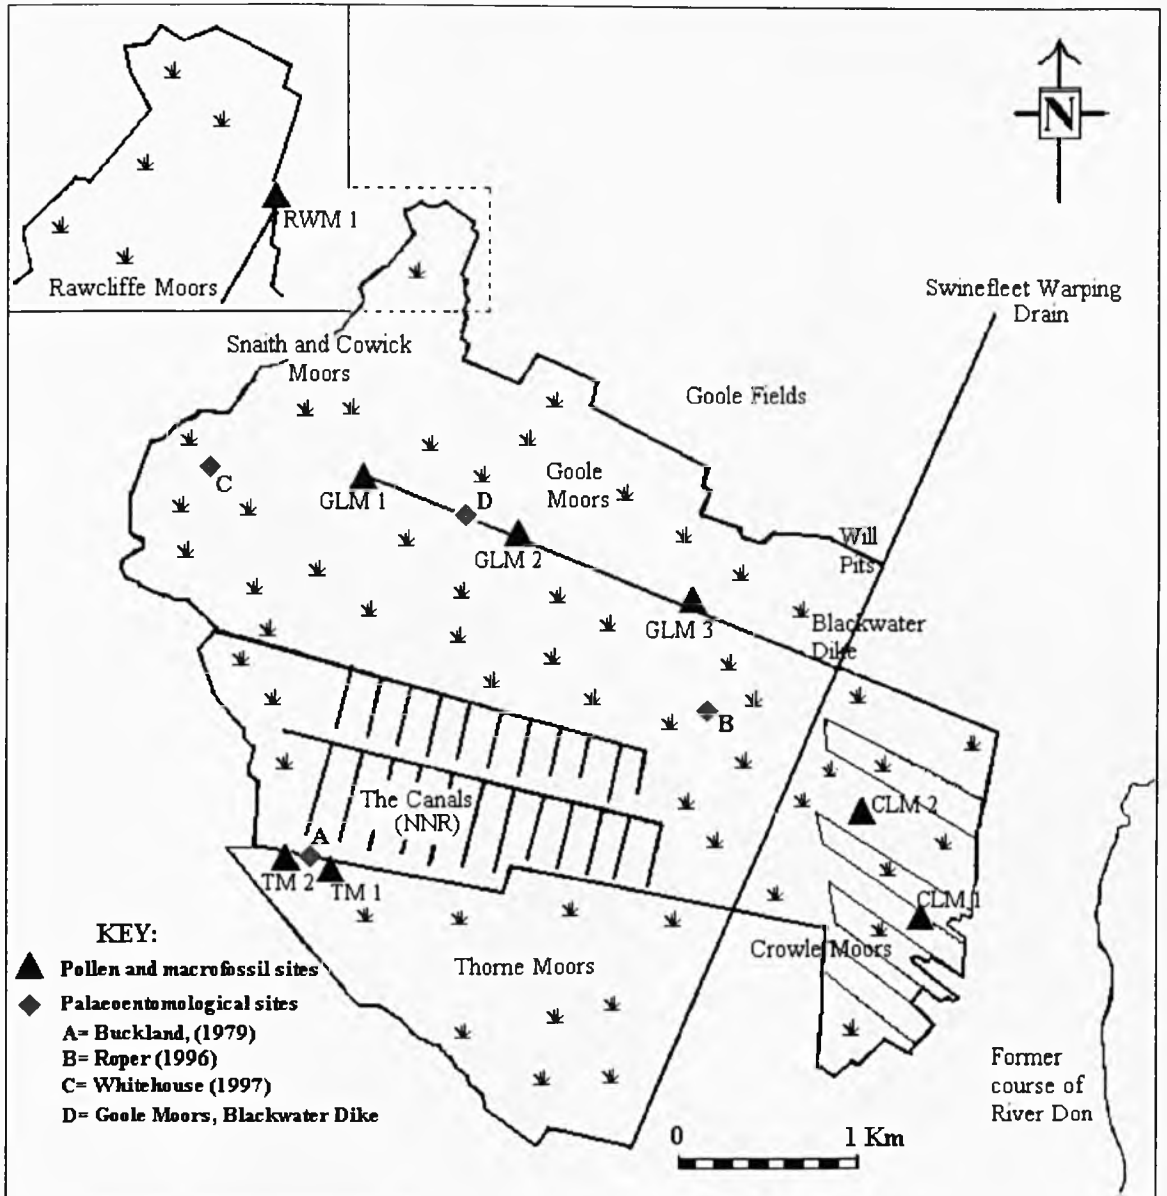 N
RWM 1
Rawcliffe Moors
Swinefleet Warping
Drain
Snaith and Cowick
Moors
Goole Fields
C
GLM 1
D
Goole
Moors
GLM 2
Will
Pits
GLM 3
Blackwater
Dike
B
The Canals
(NNR)
CLM 2
A
TM 2
TM 1
CLM 1
Crowle Moors
Thorne Moors
KEY:
Pollen and macrofossil sites
Palaeoentomological sites
A= Buckland, (1979)
B= Roper (1996)
C= Whitehouse (1997)
D= Goole Moors, Blackwater Dike
Former
course of
River Don
0 1 Km